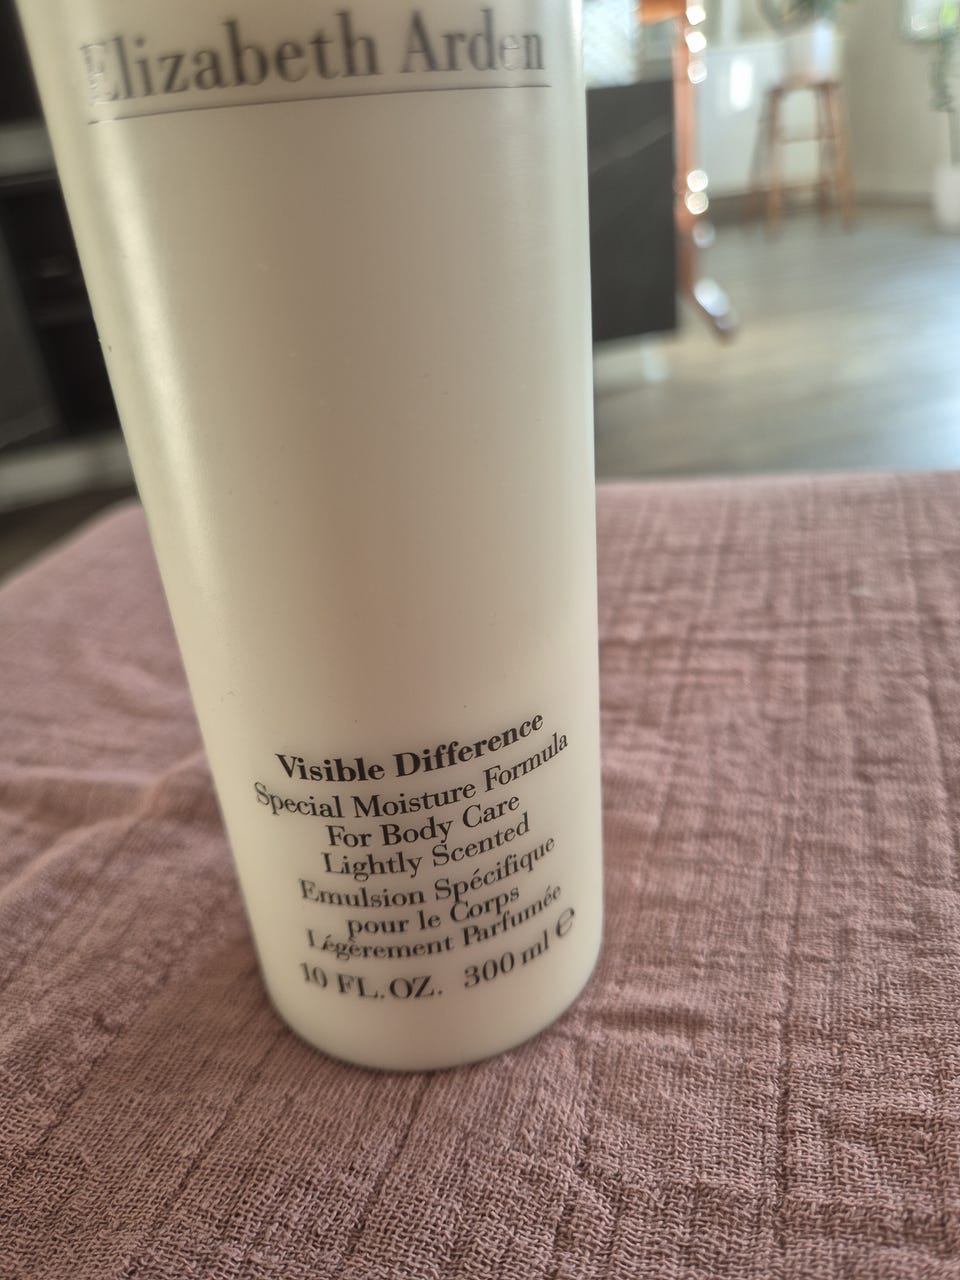 Elizabeth Arden
Visible Difference
Special Moisture Formula
For Body Care
Lightly Scented
Emulsion Spécifique
pour le Corps
Légèrement Parfumée
10 FL.OZ. 300 ml ℮